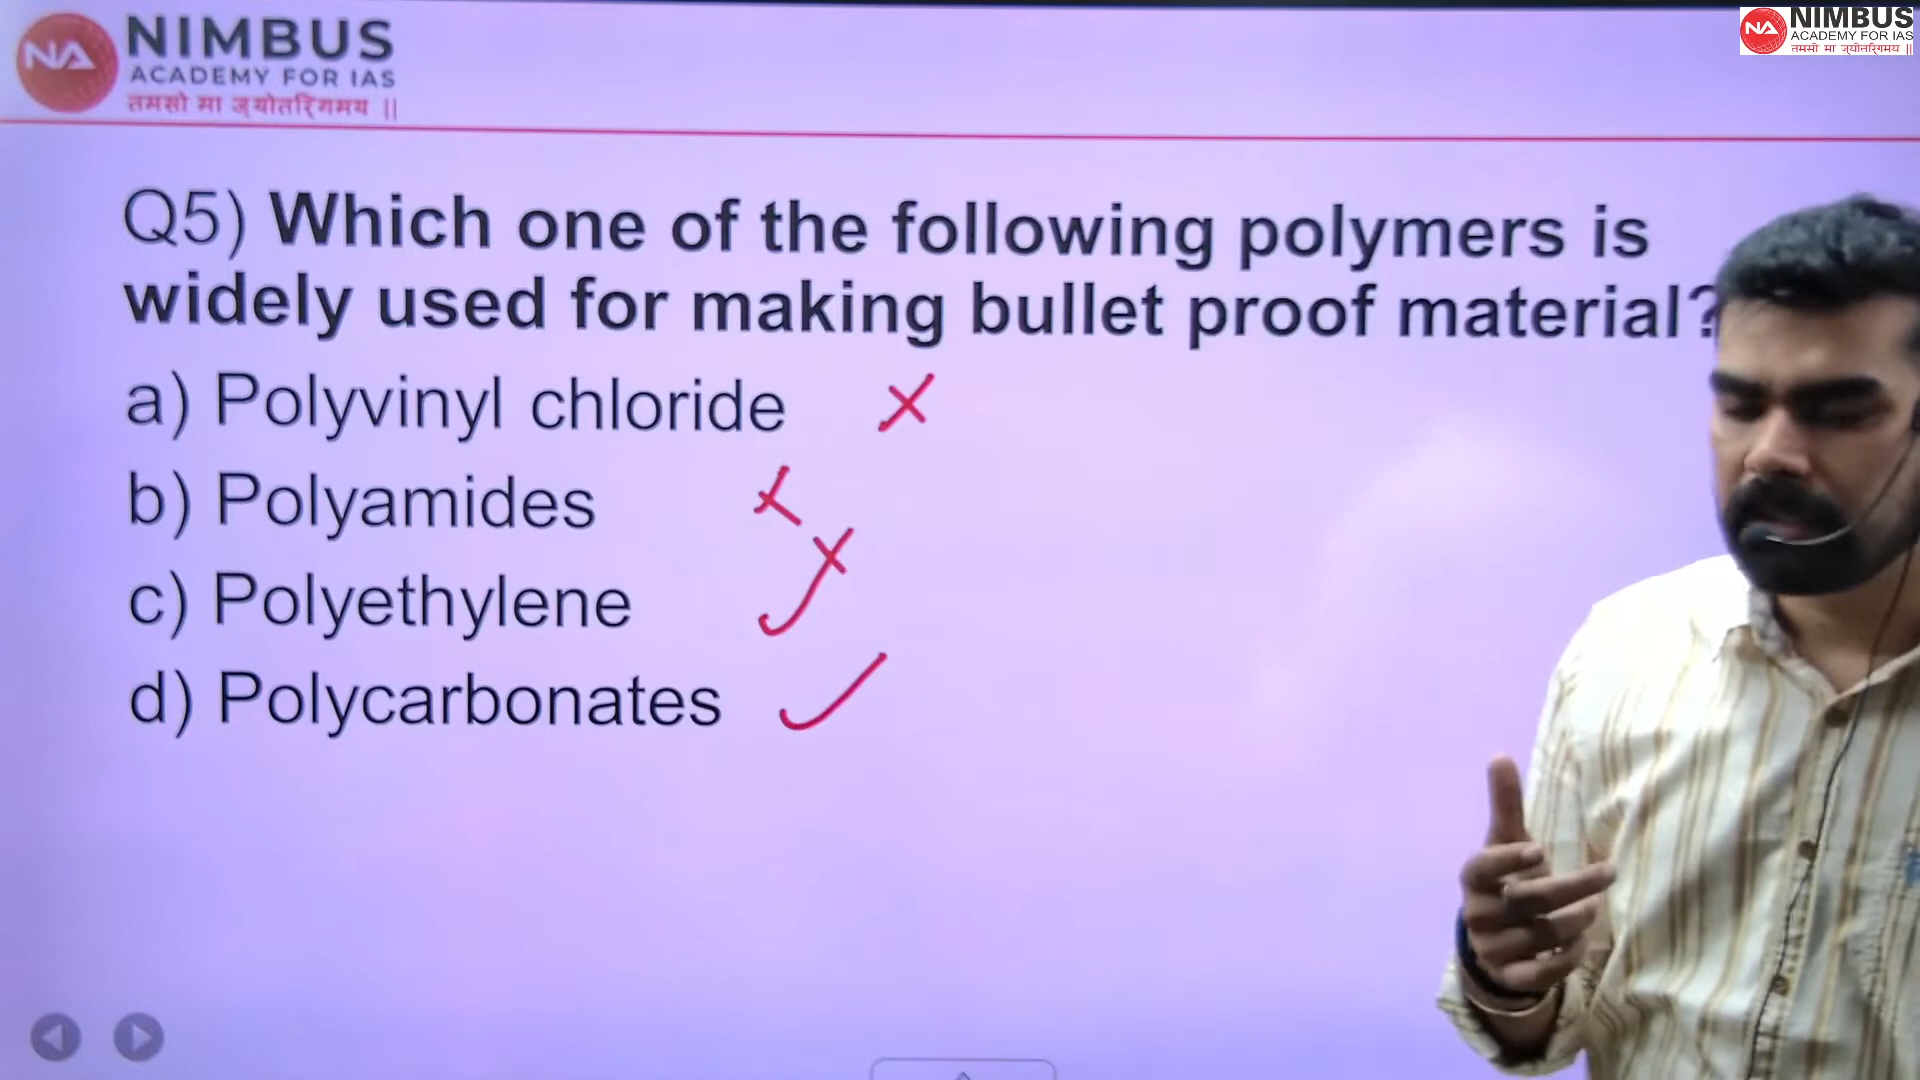 NIMBUS
ACADEMY FOR IAS
तमसो मा ज्योतिर्गमय ||
NIMBUS
ACADEMY FOR IAS
तमसो मा ज्योतिर्गमय ||
Q5) Which one of the following polymers is
widely used for making bullet proof material?
a) Polyvinyl chloride
b) Polyamides
c) Polyethylene
d) Polycarbonates